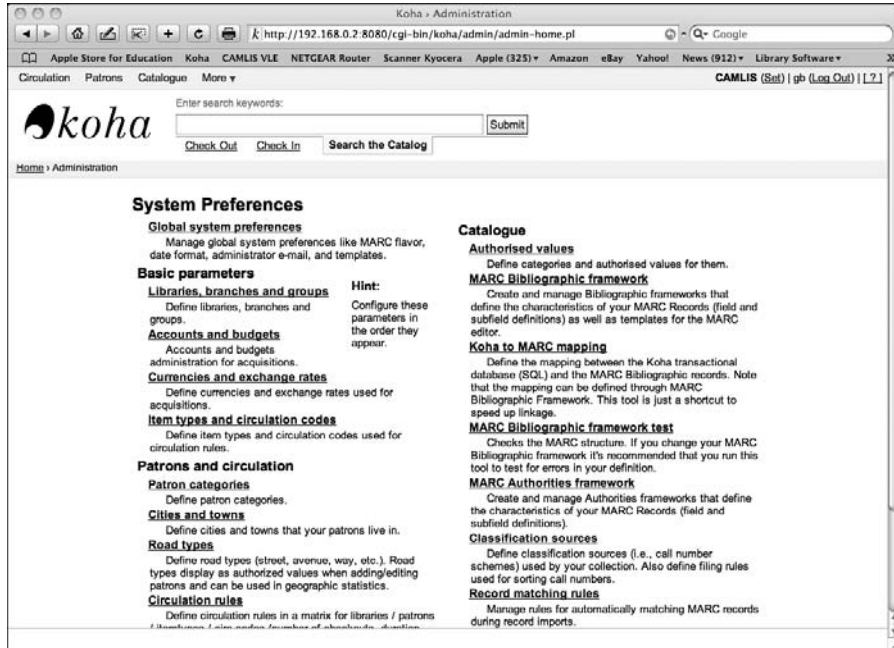 Koha › Administration
http://192.168.0.2:8080/cgi-bin/koha/admin/admin-home.pl
Google
Apple Store for Education Koha CAMLIS VLE NETGEAR Router Scanner Kyocera Apple (325) ▾ Amazon eBay Yahoo! News (912) ▾ Library Software ▾
Circulation Patrons Catalogue More ▾
CAMLIS (Set) | gb (Log Out) | [ ? ]
koha
Enter search keywords:
Submit
Check Out Check In Search the Catalog
Home › Administration
System Preferences
Global system preferences
Manage global system preferences like MARC flavor,
date format, administrator e-mail, and templates.
Basic parameters
Libraries, branches and groups
Define libraries, branches and
groups.
Accounts and budgets
Accounts and budgets
administration for acquisitions.
Currencies and exchange rates
Define currencies and exchange rates used for
acquisitions.
Item types and circulation codes
Define item types and circulation codes used for
circulation rules.
Hint:
Configure these
parameters in
the order they
appear.
Patrons and circulation
Patron categories
Define patron categories.
Cities and towns
Define cities and towns that your patrons live in.
Road types
Define road types (street, avenue, way, etc.). Road
types display as authorized values when adding/editing
patrons and can be used in geographic statistics.
Circulation rules
Define circulation rules in a matrix for libraries / patrons
Catalogue
Authorised values
Define categories and authorised values for them.
MARC Bibliographic framework
Create and manage Bibliographic frameworks that
define the characteristics of your MARC Records (field and
subfield definitions) as well as templates for the MARC
editor.
Koha to MARC mapping
Define the mapping between the Koha transactional
database (SQL) and the MARC Bibliographic records. Note
that the mapping can be defined through MARC
Bibliographic Framework. This tool is just a shortcut to
speed up linkage.
MARC Bibliographic framework test
Checks the MARC structure. If you change your MARC
Bibliographic framework it's recommended that you run this
tool to test for errors in your definition.
MARC Authorities framework
Create and manage Authorities frameworks that define
the characteristics of your MARC Records (field and
subfield definitions).
Classification sources
Define classification sources (i.e., call number
schemes) used by your collection. Also define filing rules
used for sorting call numbers.
Record matching rules
Manage rules for automatically matching MARC records
during record imports.